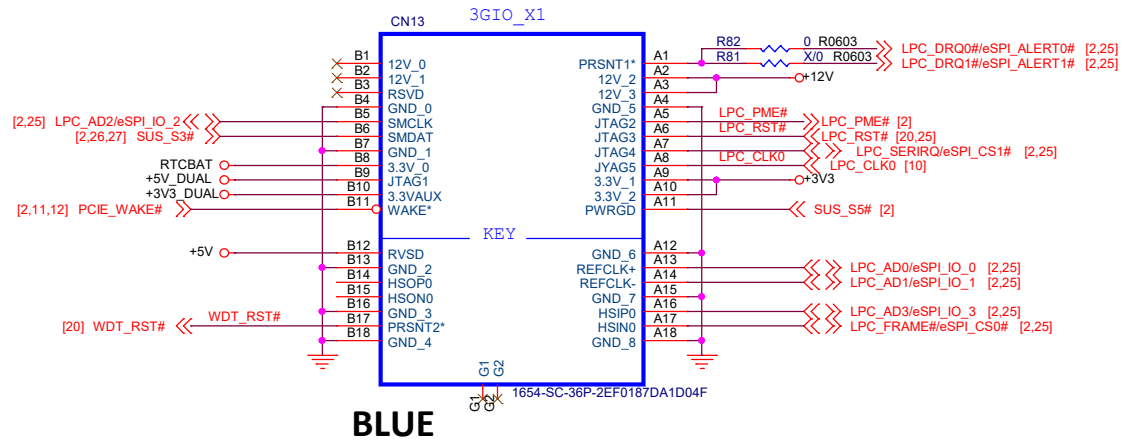 3GIO_X1
CN13
R82 0 R0603 LPC_DRQ0#/eSPI_ALERT0# [2,25]
R81 X/0 R0603 LPC_DRQ1#/eSPI_ALERT1# [2,25]
B1 12V_0 PRSNT1* A1
B2 12V_1 12V_2 A2 +12V
B3 RSVD 12V_3 A3
B4 GND_0 GND_5 A4
[2,25] LPC_AD2/eSPI_IO_2 B5 SMCLK JTAG2 A5 LPC_PME# LPC_PME# [2]
[2,26,27] SUS_S3# B6 SMDAT JTAG3 A6 LPC_RST# LPC_RST# [20,25]
B7 GND_1 JTAG4 A7 LPC_SERIRQ/eSPI_CS1# [2,25]
RTCBAT B8 3.3V_0 JYAG5 A8 LPC_CLK0 LPC_CLK0 [10]
+5V_DUAL B9 JTAG1 3.3V_1 A9 +3V3
+3V3_DUAL B10 3.3VAUX 3.3V_2 A10
[2,11,12] PCIE_WAKE# B11 WAKE* PWRGD A11 SUS_S5# [2]
KEY
+5V B12 RVSD GND_6 A12
B13 GND_2 REFCLK+ A13 LPC_AD0/eSPI_IO_0 [2,25]
B14 HSOP0 REFCLK- A14 LPC_AD1/eSPI_IO_1 [2,25]
B15 HSON0 GND_7 A15
B16 GND_3 HSIP0 A16 LPC_AD3/eSPI_IO_3 [2,25]
[20] WDT_RST# WDT_RST# B17 PRSNT2* HSIN0 A17 LPC_FRAME#/eSPI_CS0# [2,25]
B18 GND_4 GND_8 A18
G1 G2
G1 G2
1654-SC-36P-2EF0187DA1D04F
BLUE